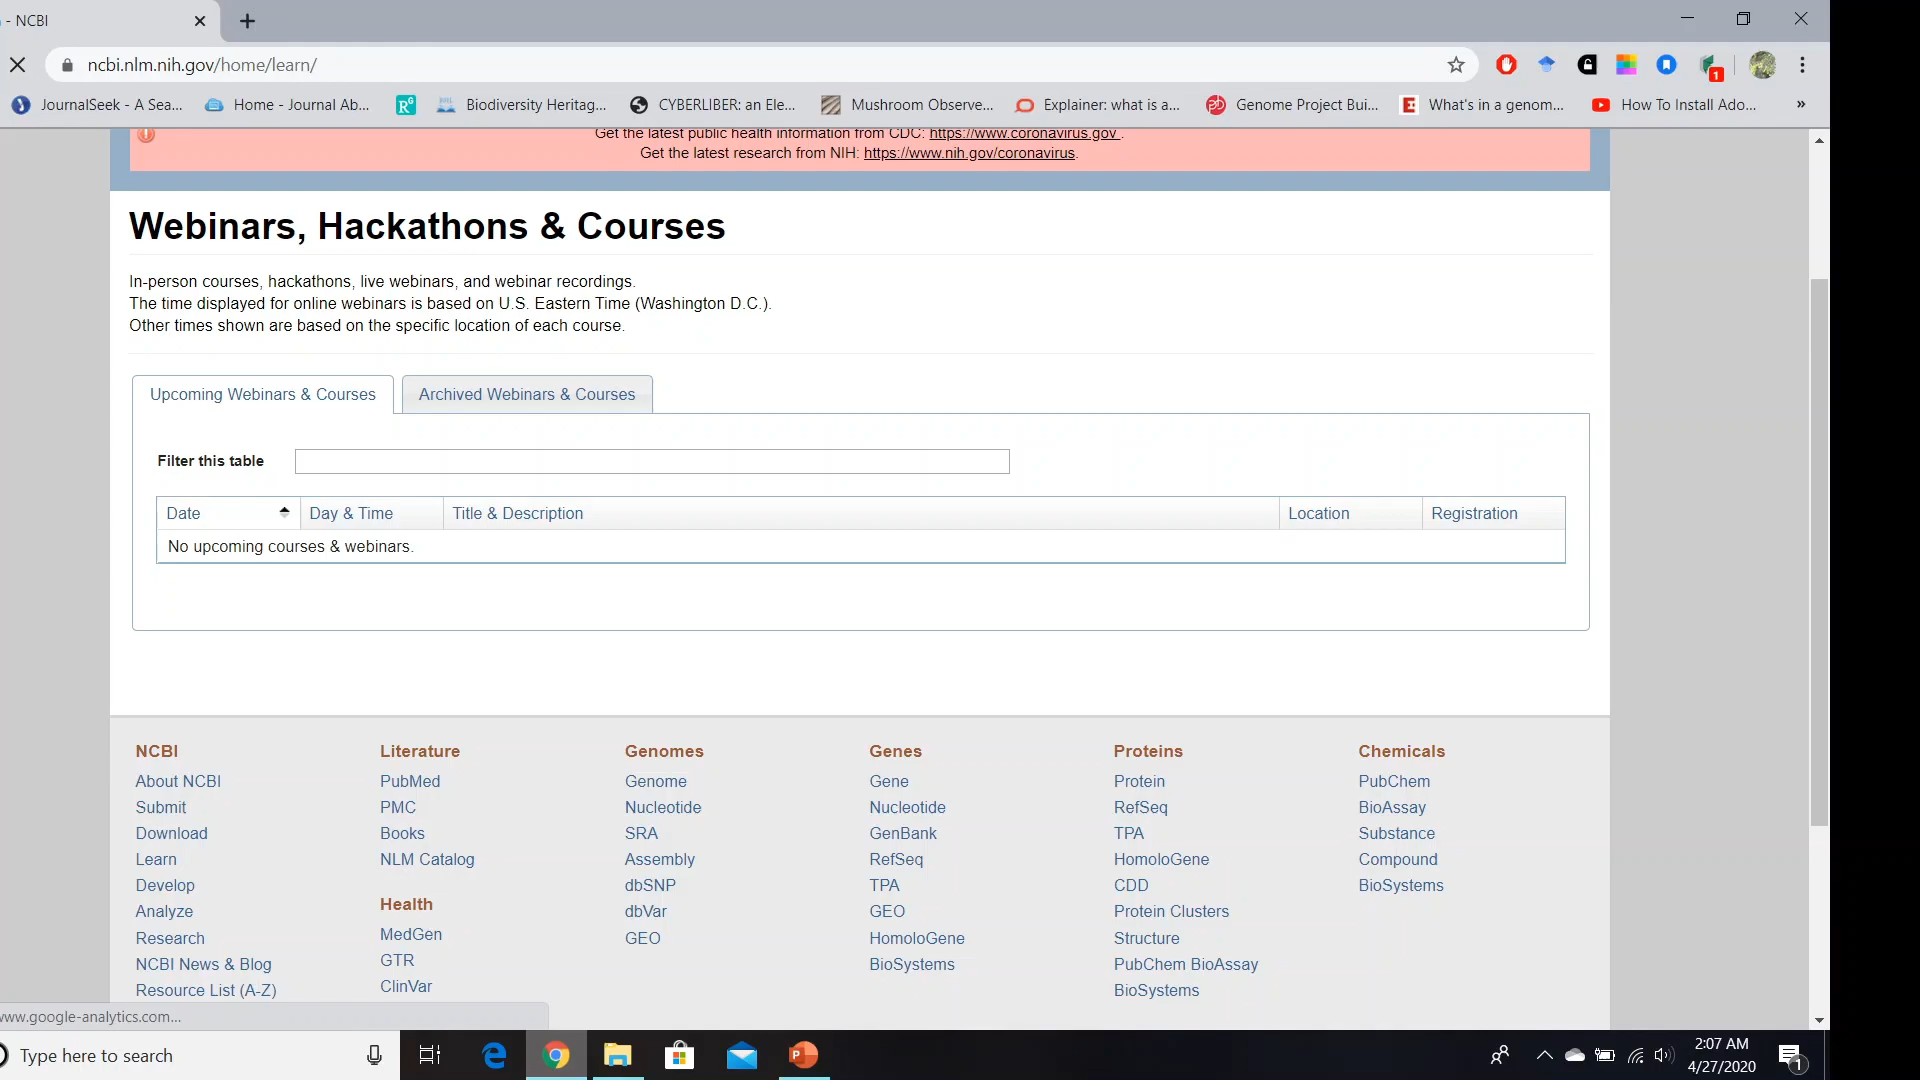 - NCBI
ncbi.nlm.nih.gov/home/learn/
JournalSeek - A Sea...
Home - Journal Ab...
Biodiversity Heritag...
CYBERLIBER: an Ele...
Mushroom Observe...
Explainer: what is a...
Genome Project Bui...
What's in a genom...
How To Install Ado...
»
Get the latest public health information from CDC: https://www.coronavirus.gov .
Get the latest research from NIH: https://www.nih.gov/coronavirus.
Webinars, Hackathons & Courses
In-person courses, hackathons, live webinars, and webinar recordings.
The time displayed for online webinars is based on U.S. Eastern Time (Washington D.C.).
Other times shown are based on the specific location of each course.
Upcoming Webinars & Courses
Archived Webinars & Courses
Filter this table
Date Day & Time Title & Description Location Registration
No upcoming courses & webinars.
NCBI
About NCBI
Submit
Download
Learn
Develop
Analyze
Research
NCBI News & Blog
Resource List (A-Z)
Literature
PubMed
PMC
Books
NLM Catalog
Health
MedGen
GTR
ClinVar
Genomes
Genome
Nucleotide
SRA
Assembly
dbSNP
dbVar
GEO
Genes
Gene
Nucleotide
GenBank
RefSeq
TPA
GEO
HomoloGene
BioSystems
Proteins
Protein
RefSeq
TPA
HomoloGene
CDD
Protein Clusters
Structure
PubChem BioAssay
BioSystems
Chemicals
PubChem
BioAssay
Substance
Compound
BioSystems
www.google-analytics.com...
Type here to search
2:07 AM
4/27/2020
1